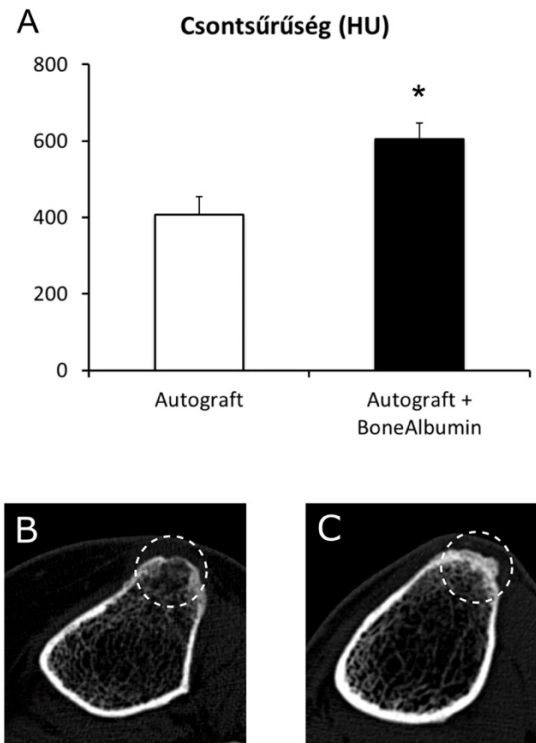 A
Csontsűrűség (HU)
800
*
600
400
200
0
Autograft
Autograft +
BoneAlbumin
B
C